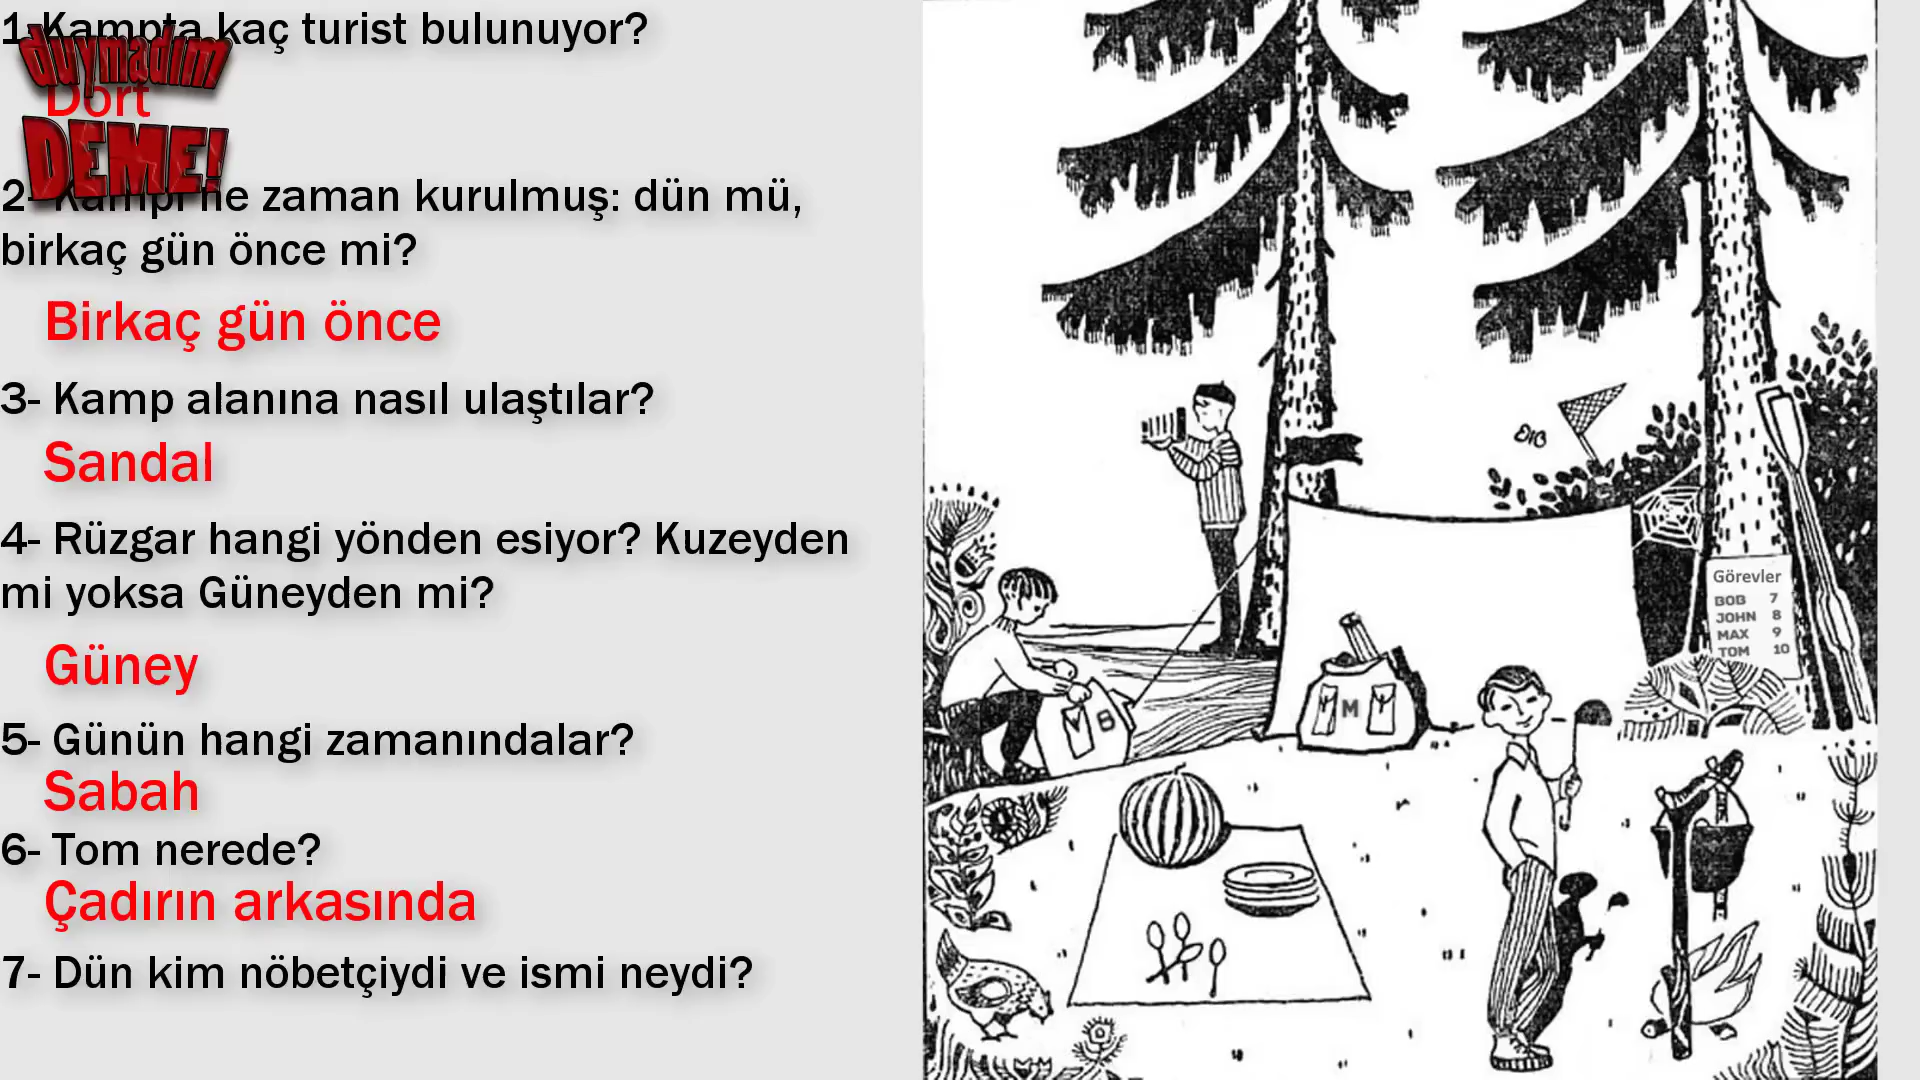 1-Kampta kaç turist bulunuyor?
duymadım
Dört
DEME!
2- Kampı ne zaman kurulmuş: dün mü,
birkaç gün önce mi?
Birkaç gün önce
3- Kamp alanına nasıl ulaştılar?
Sandal
4- Rüzgar hangi yönden esiyor? Kuzeyden
mi yoksa Güneyden mi?
Güney
5- Günün hangi zamanındalar?
Sabah
6- Tom nerede?
Çadırın arkasında
7- Dün kim nöbetçiydi ve ismi neydi?
Görevler
BOB 7
JOHN 8
MAX 9
TOM 10
M
B